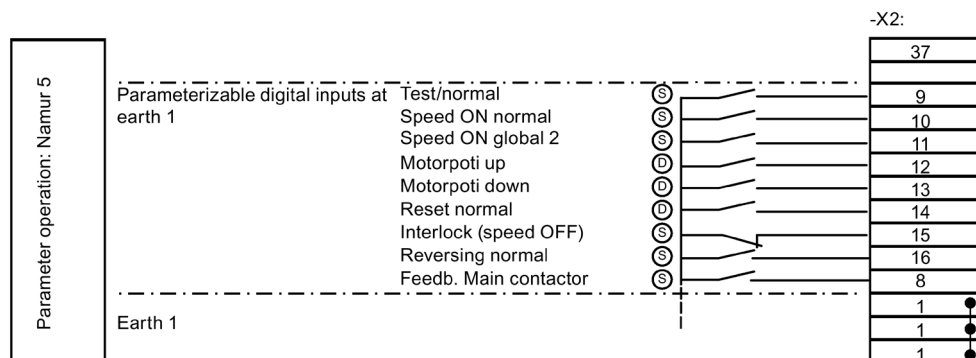 -X2:
37
Parameter operation: Namur 5
Parameterizable digital inputs at
earth 1
Test/normal S 9
Speed ON normal S 10
Speed ON global 2 S 11
Motorpoti up D 12
Motorpoti down D 13
Reset normal D 14
Interlock (speed OFF) S 15
Reversing normal S 16
Feedb. Main contactor S 8
Earth 1
1
1
1